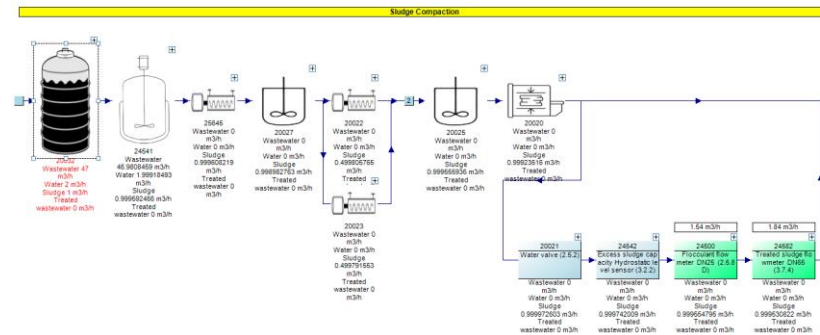 Sludge Compaction
Wastewater 47
m3/h
Water 2 m3/h
Sludge 1 m3/h
Treated
wastewater 0 m3/h
24541
Wastewater
46.9808469 m3/h
Water 1.99918493
m3/h
Sludge
0.999692466 m3/h
Treated
wastewater 0 m3/h
25645
Wastewater 0
m3/h
Water 0 m3/h
Sludge
0.999608219
m3/h
Treated
wastewater 0
m3/h
20027
Wastewater 0
m3/h
Water 0 m3/h
Sludge
0.998982763 m3/h
Treated
wastewater 0
m3/h
20022
Wastewater 0
m3/h
Water 0 m3/h
Sludge
0.499806765
m3/h
Treated
20023
Wastewater 0
m3/h
Water 0 m3/h
Sludge
0.499791553
m3/h
Treated
wastewater 0
m3/h
2
20025
Wastewater 0
m3/h
Water 0 m3/h
Sludge
0.999666936 m3/h
Treated
wastewater 0
m3/h
20020
Wastewater 0
m3/h
Water 0 m3/h
Sludge
0.99923616 m3/h
Treated
wastewater 0 m3/h
20021
Water valve (2.5.2)
Wastewater 0
m3/h
Water 0 m3/h
Sludge
0.999972603 m3/h
Treated
wastewater 0
m3/h
24642
Excess sludge cap
acity Hydrostatic le
vel sensor (3.2.2)
Wastewater 0
m3/h
Water 0 m3/h
Sludge
0.999742009 m3/h
Treated
wastewater 0
m3/h
1.54 m3/h
24600
Flocculant flow
meter DN25 (2.5.8
D)
Wastewater 0
m3/h
Water 0 m3/h
Sludge
0.999654795 m3/h
Treated
wastewater 0
m3/h
1.84 m3/h
24682
Treated sludge flo
wmeter DN65
(3.7.4)
Wastewater 0
m3/h
Water 0 m3/h
Sludge
0.999530822 m3/h
Treated
wastewater 0
m3/h